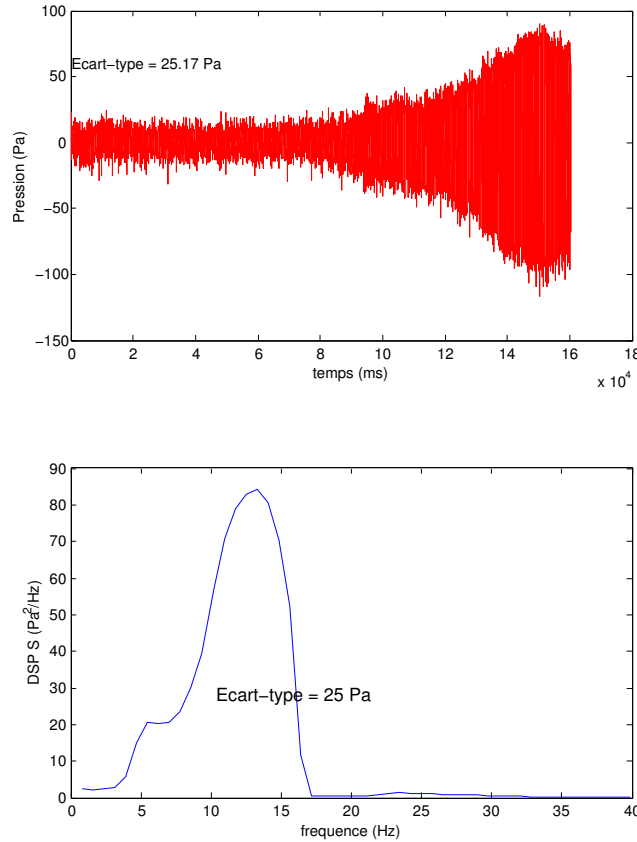 100
50
0
−50
−100
−150
Pression (Pa)
Ecart−type = 25.17 Pa
0 2 4 6 8 10 12 14 16 18
x 10^4
temps (ms)
90
80
70
60
50
40
30
20
10
0
DSP S (Pa^2/Hz)
Ecart−type = 25 Pa
0 5 10 15 20 25 30 35 40
frequence (Hz)